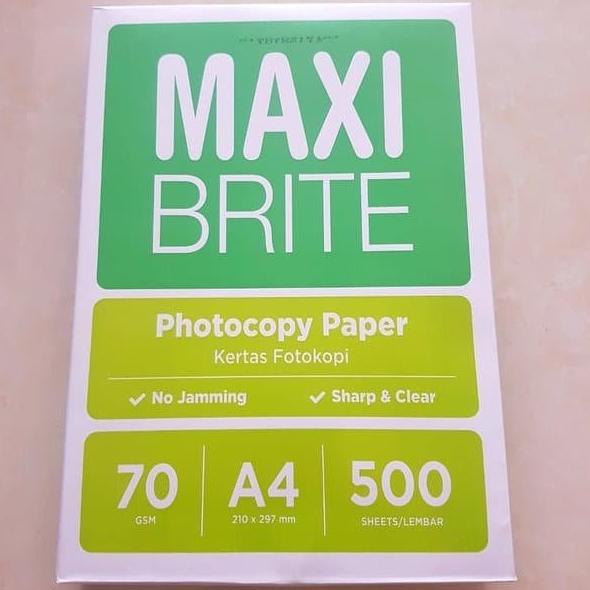 MAXI
BRITE
Photocopy Paper
Kertas Fotokopi
No Jamming
Sharp & Clear
70
GSM
A4
210 x 297 mm
500
SHEETS/LEMBAR